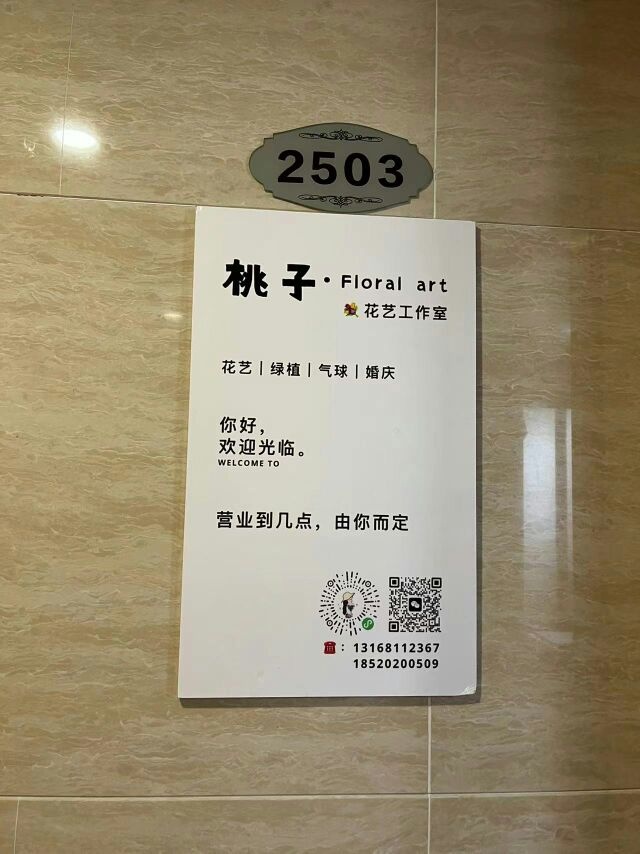 2503
桃子·Floral art
花艺工作室
花艺|绿植|气球|婚庆
你好，
欢迎光临。
WELCOME TO
营业到几点，由你而定
：13168112367
18520200509